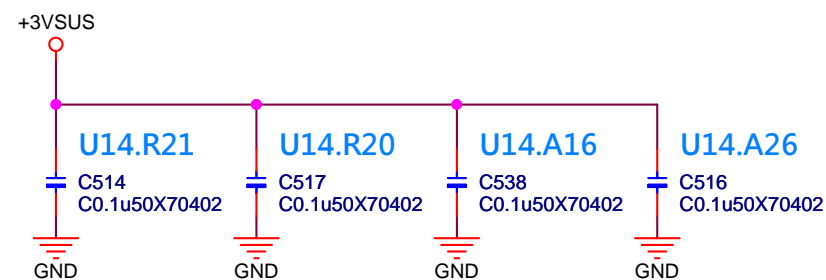 +3VSUS
U14.R21
C514
C0.1u50X70402
U14.R20
C517
C0.1u50X70402
U14.A16
C538
C0.1u50X70402
U14.A26
C516
C0.1u50X70402
GND
GND
GND
GND